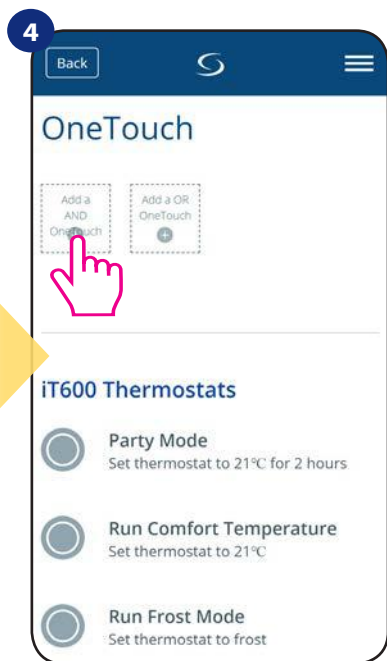 4
Back
OneTouch
Add a
AND
OneTouch
Add a OR
OneTouch
iT600 Thermostats
Party Mode
Set thermostat to 21℃ for 2 hours
Run Comfort Temperature
Set thermostat to 21℃
Run Frost Mode
Set thermostat to frost